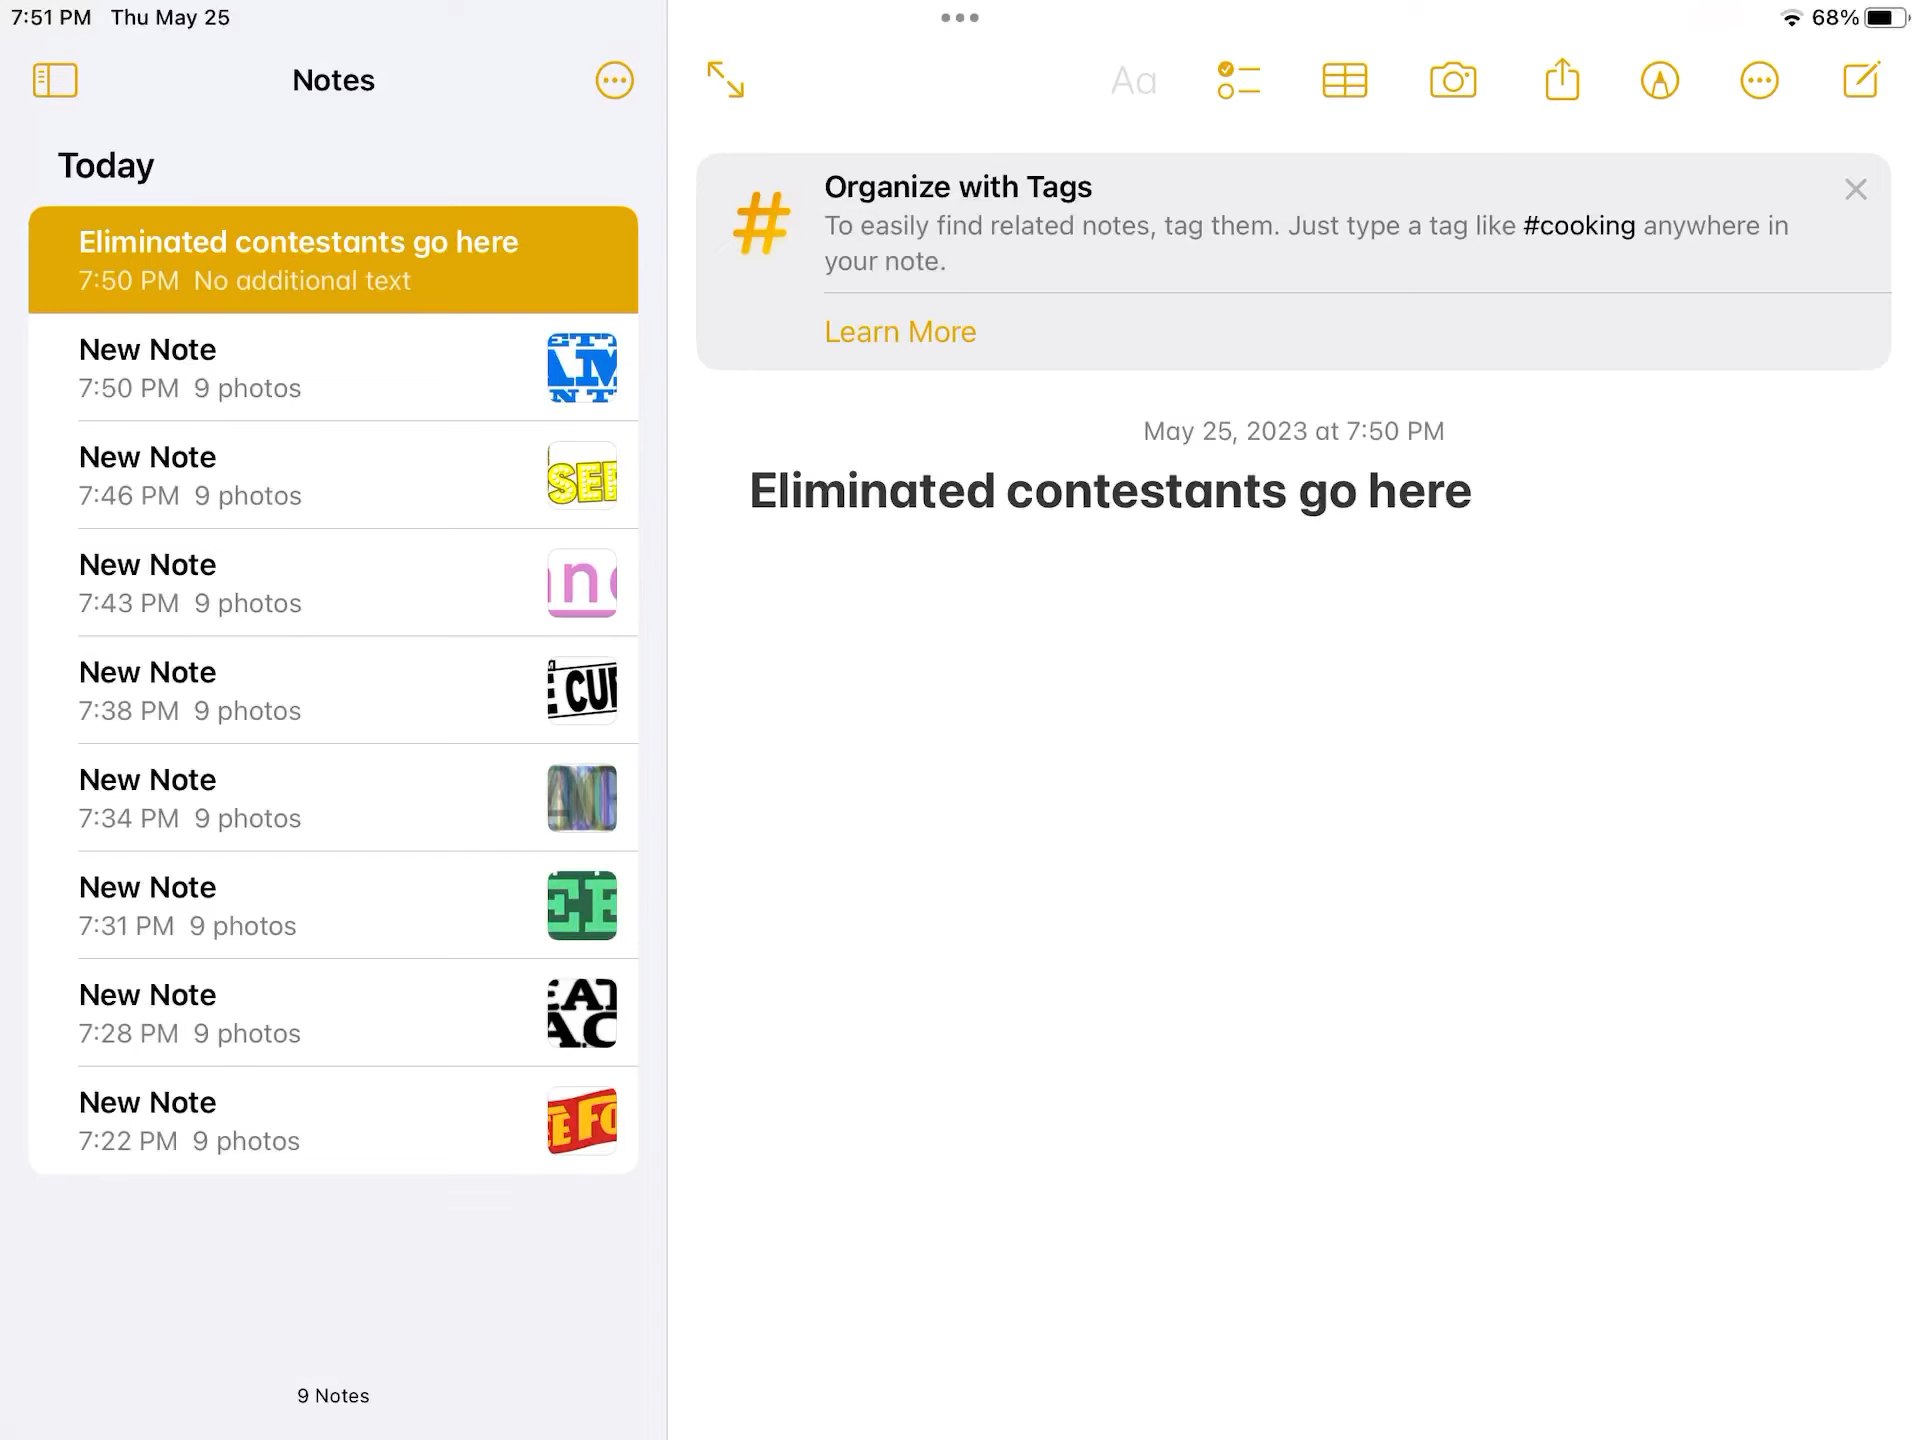 7:51 PM Thu May 25
68%
Notes
Today
Eliminated contestants go here
7:50 PM No additional text
New Note
7:50 PM 9 photos
New Note
7:46 PM 9 photos
New Note
7:43 PM 9 photos
New Note
7:38 PM 9 photos
New Note
7:34 PM 9 photos
New Note
7:31 PM 9 photos
New Note
7:28 PM 9 photos
New Note
7:22 PM 9 photos
9 Notes
Aa
Organize with Tags
To easily find related notes, tag them. Just type a tag like #cooking anywhere in
your note.
Learn More
May 25, 2023 at 7:50 PM
Eliminated contestants go here